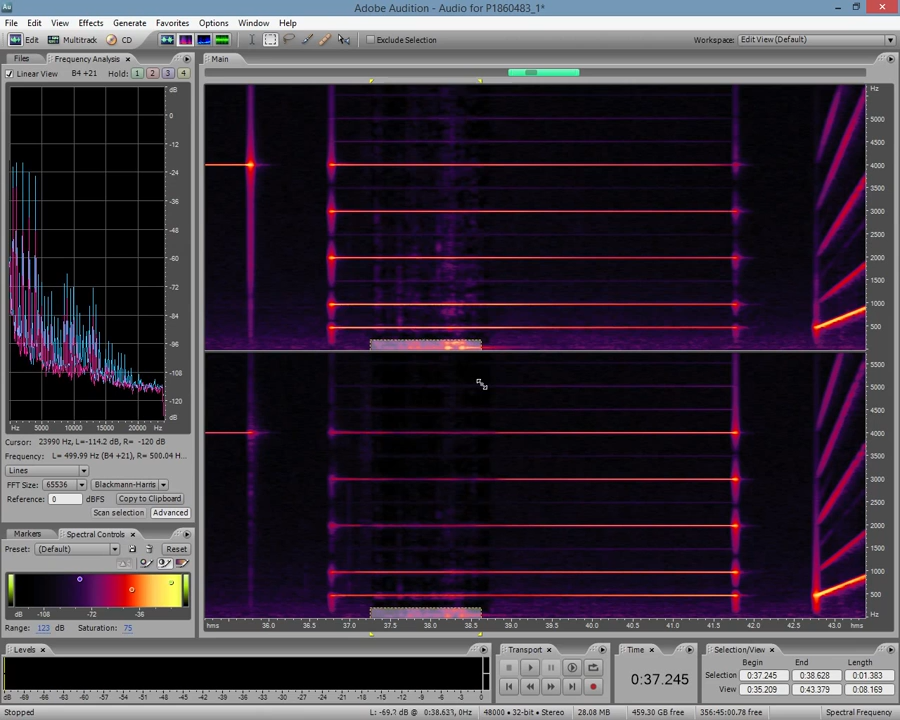 Au Adobe Audition - Audio for P1860483_1*
File Edit View Effects Generate Favorites Options Window Help
Edit Multitrack CD Exclude Selection Workspace: Edit View (Default)
Files Frequency Analysis × Main
Linear View B4 +21 Hold: 1 2 3 4
dB
0
-12
-24
-36
-48
-60
-72
-84
-96
-108
-120
dB
Hz 5000 10000 15000 20000 Hz
Cursor: 23990 Hz, L=-114.2 dB, R= -120 dB
Frequency: L= 499.99 Hz (B4 +21), R= 500.04 H...
Lines
FFT Size: 65536 Blackmann-Harris
Reference: 0 dBFS Copy to Clipboard
Scan selection Advanced
Markers Spectral Controls ×
Preset: (Default) Reset
dB -108 -72 -36
Range: 123 dB Saturation: 75
Hz
5000
4500
4000
3500
3000
2500
2000
1500
1000
500
5500
5000
4500
4000
3500
3000
2500
2000
1500
1000
500
Hz
hms 36.0 36.5 37.0 37.5 38.0 38.5 39.0 39.5 40.0 40.5 41.0 41.5 42.0 42.5 43.0 hms
Levels ×
dB -69 -66 -63 -60 -57 -54 -51 -48 -45 -42 -39 -36 -33 -30 -27 -24 -21 -18 -15 -12 -9 -6 -3 0
Transport ×
Time ×
0:37.245
Selection/View ×
Begin End Length
Selection 0:37.245 0:38.628 0:01.383
View 0:35.209 0:43.379 0:08.169
Stopped 48000 • 32-bit • Stereo 28.08 MB 459.30 GB free 356:45:00.78 free Spectral Frequency